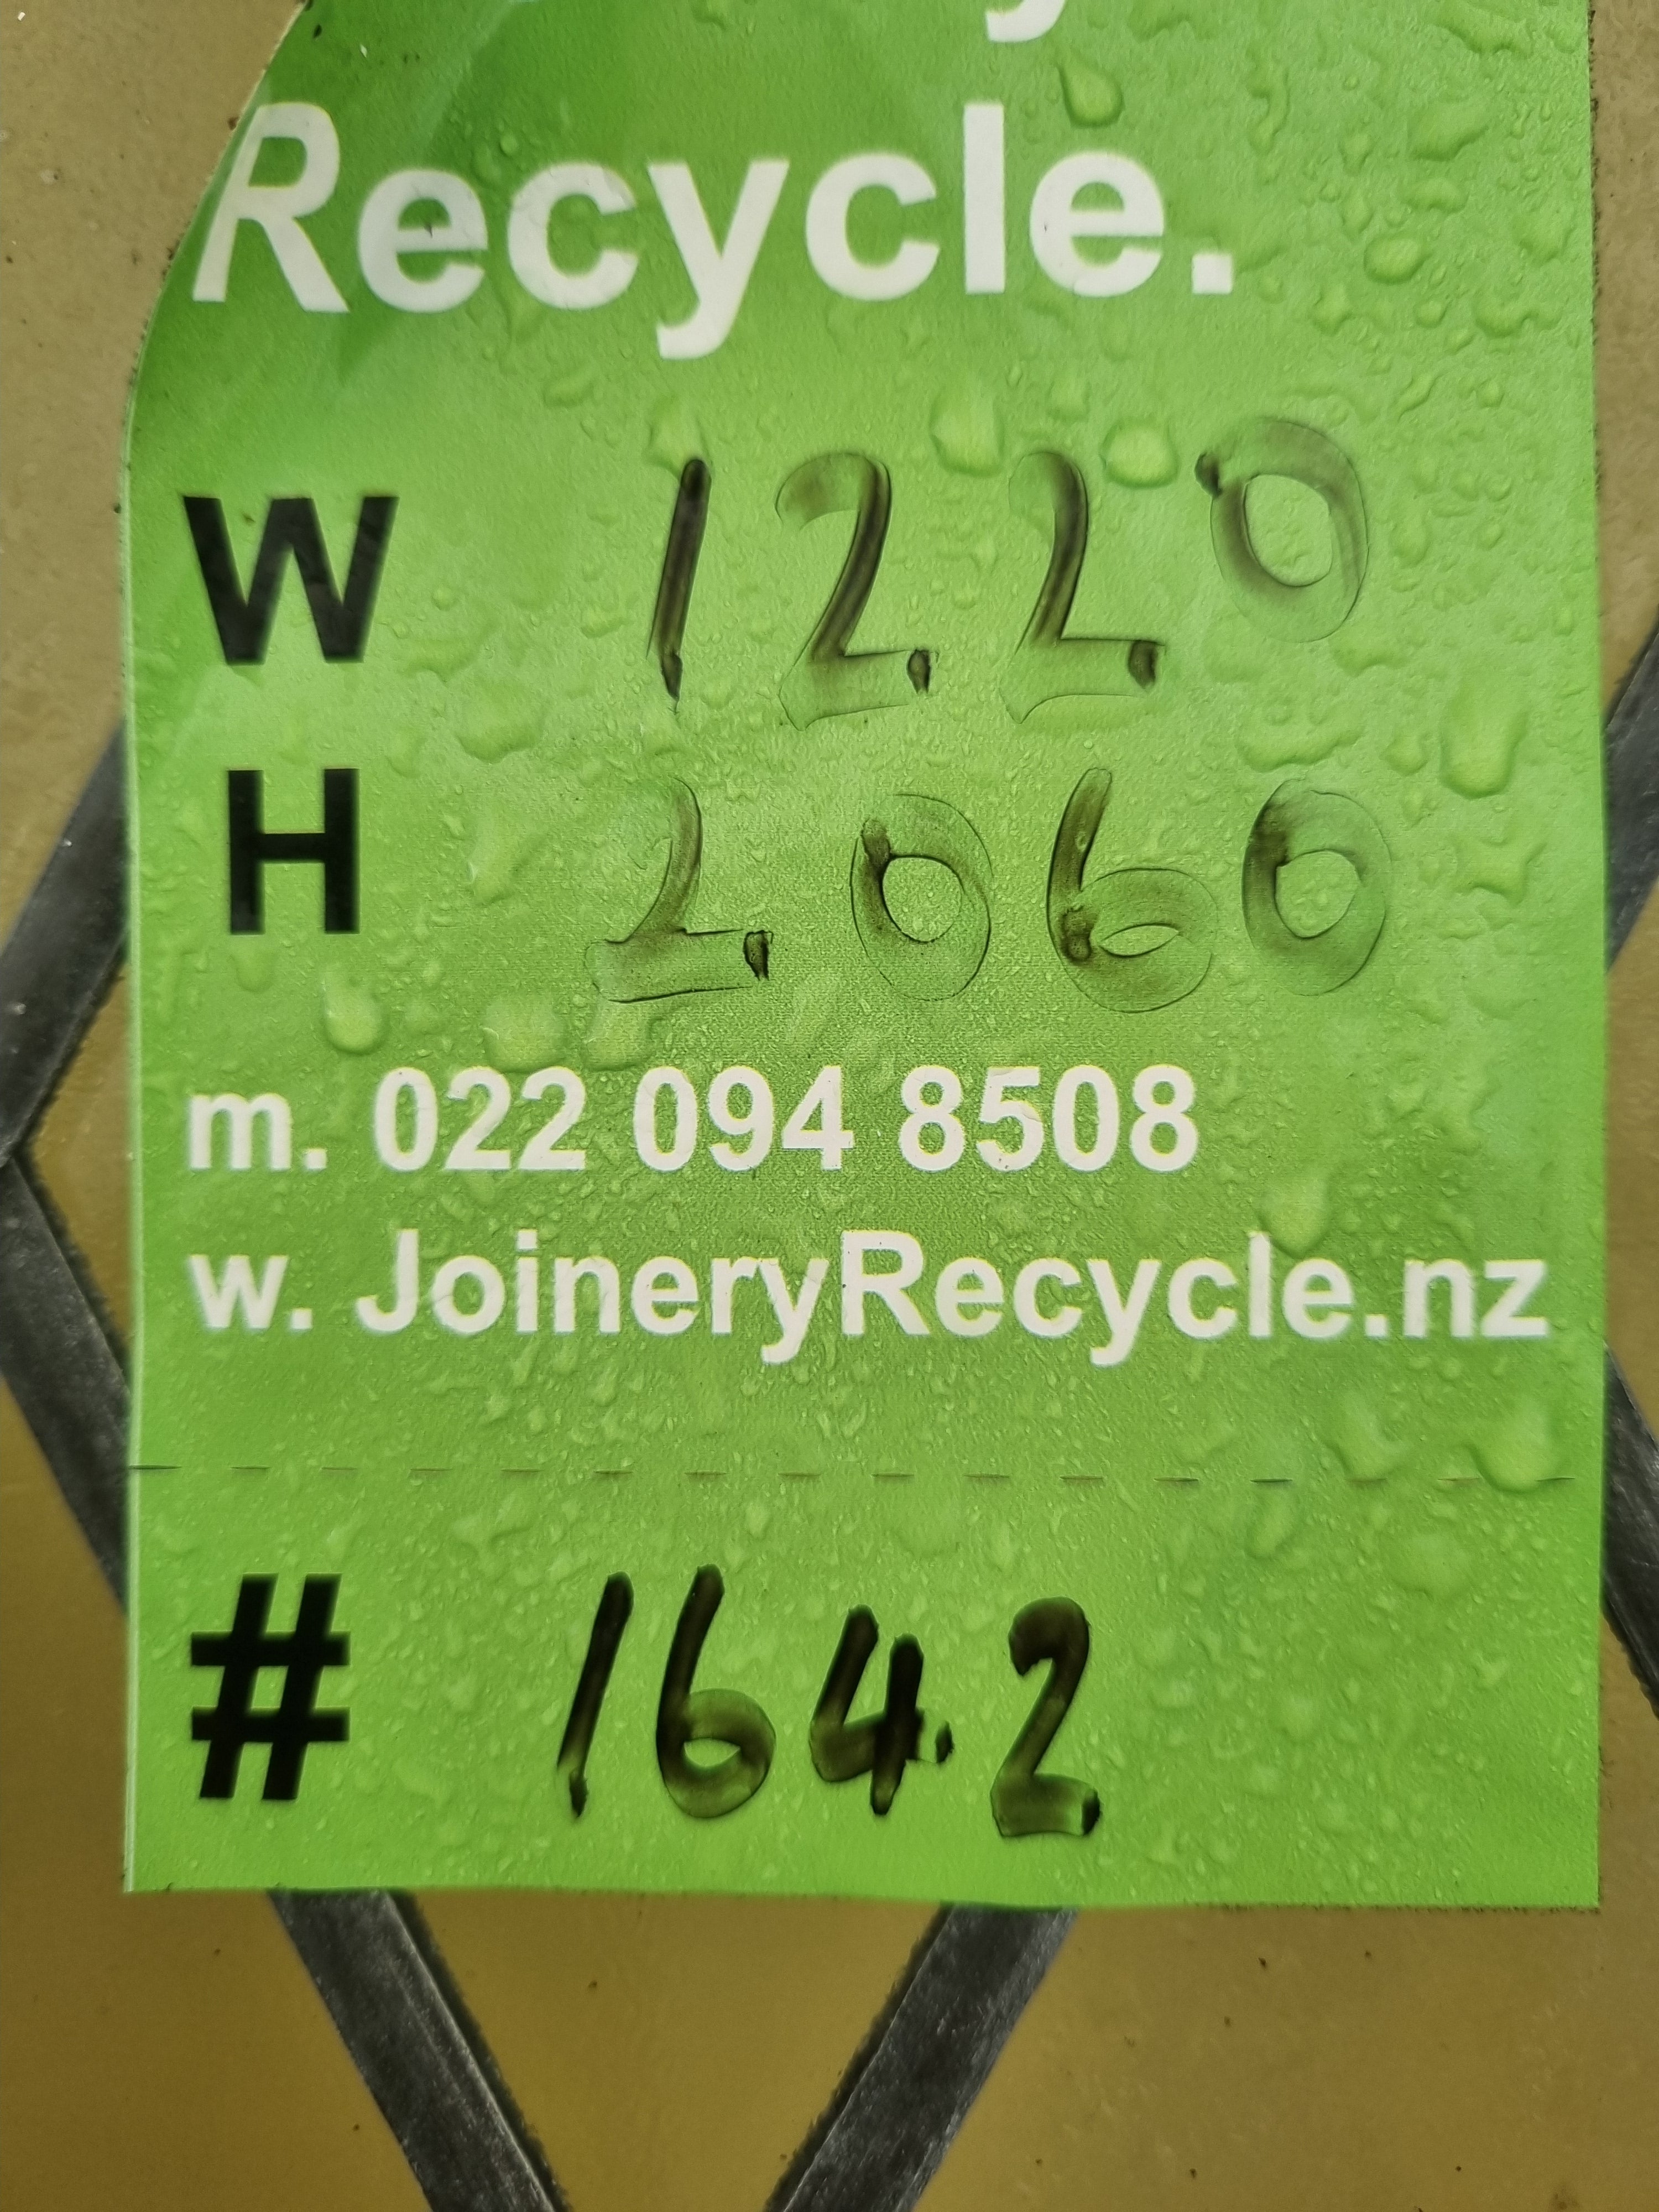 Recycle.
W 1220
H 2060
m. 022 094 8508
w. JoineryRecycle.nz
# 1642